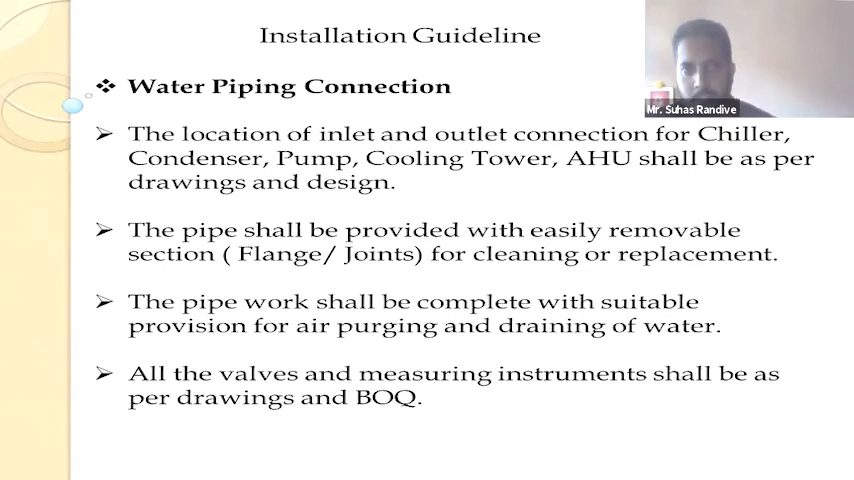 Installation Guideline
Mr. Suhas Randive
❖ Water Piping Connection
➢ The location of inlet and outlet connection for Chiller,
Condenser, Pump, Cooling Tower, AHU shall be as per
drawings and design.
➢ The pipe shall be provided with easily removable
section ( Flange/ Joints) for cleaning or replacement.
➢ The pipe work shall be complete with suitable
provision for air purging and draining of water.
➢ All the valves and measuring instruments shall be as
per drawings and BOQ.